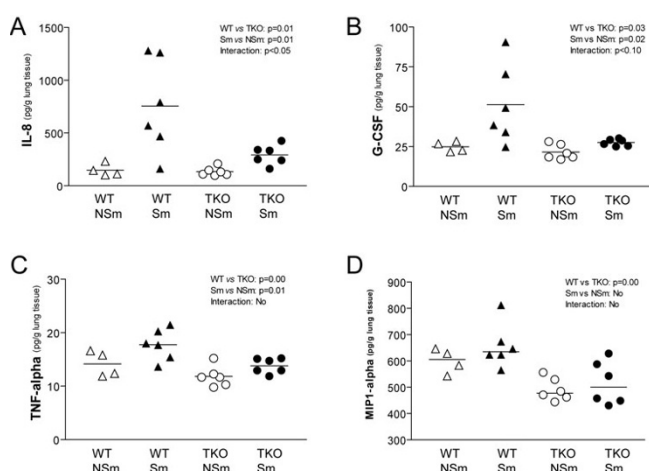 A
WT vs TKO: p=0.01
Sm vs NSm: p=0.01
Interaction: p<0.05
IL-8 (pg/g lung tissue)
1500
1000
500
0
WT NSm
WT Sm
TKO NSm
TKO Sm
B
WT vs TKO: p=0.03
Sm vs NSm: p=0.02
Interaction: p<0.10
G-CSF (pg/g lung tissue)
100
75
50
25
0
WT NSm
WT Sm
TKO NSm
TKO Sm
C
WT vs TKO: p=0.00
Sm vs NSm: p=0.01
Interaction: No
TNF-alpha (pg/g lung tissue)
30
20
10
0
WT NSm
WT Sm
TKO NSm
TKO Sm
D
WT vs TKO: p=0.00
Sm vs NSm: No
Interaction: No
MIP1-alpha (pg/g lung tissue)
900
800
700
600
500
400
300
WT NSm
WT Sm
TKO NSm
TKO Sm